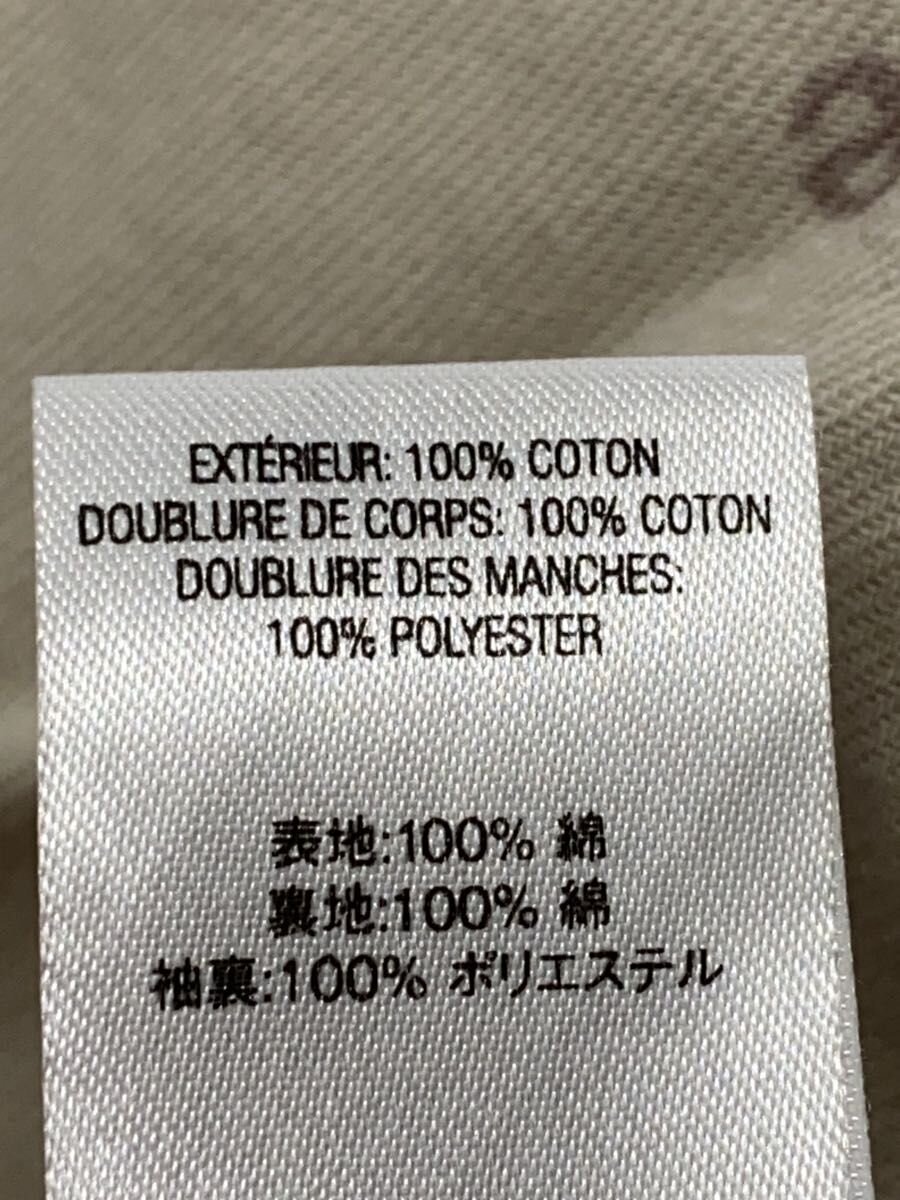 EXTÉRIEUR: 100% COTON
DOUBLURE DE CORPS: 100% COTON
DOUBLURE DES MANCHES:
100% POLYESTER
表地:100% 綿
裏地:100% 綿
袖裏:100% ポリエステル